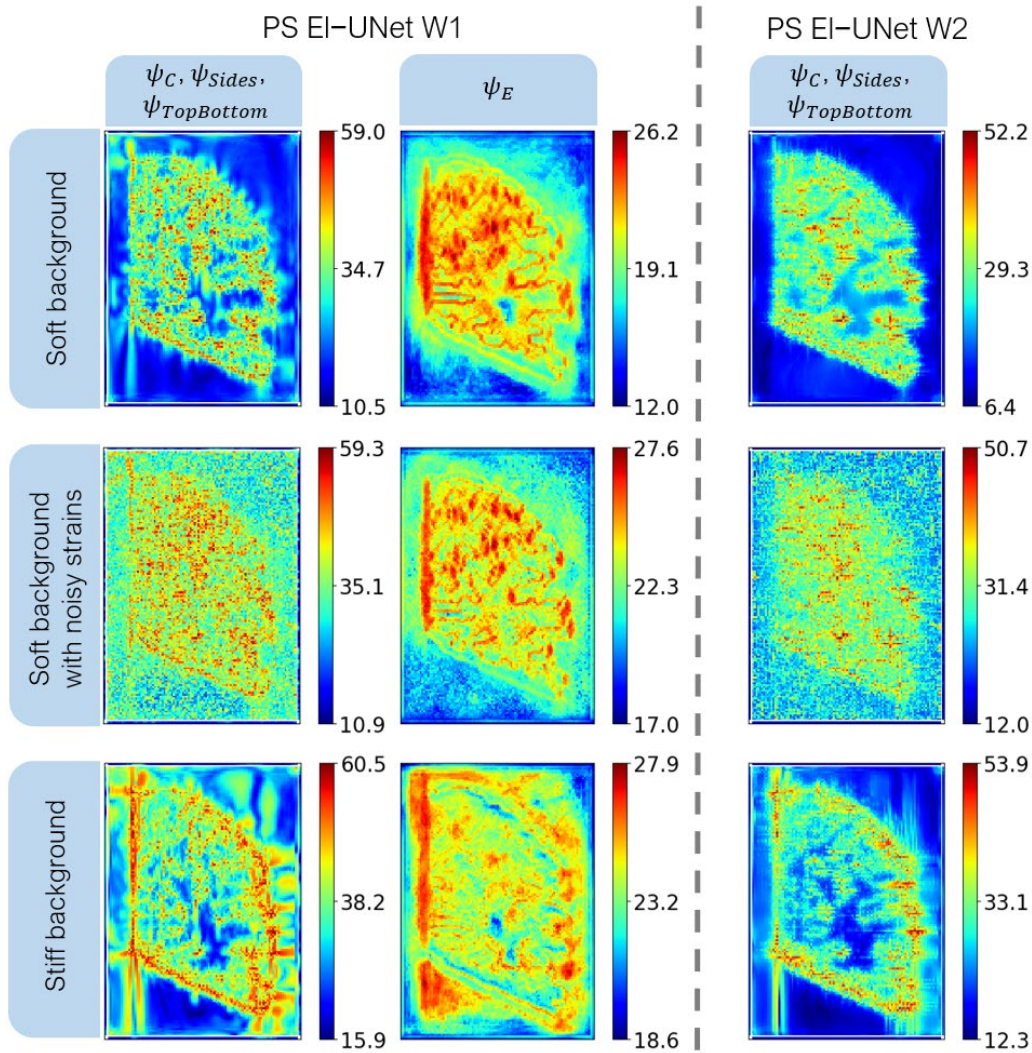 PS EI–UNet W1
PS EI–UNet W2
ψ_C, ψ_Sides,
ψ_TopBottom
ψ_E
ψ_C, ψ_Sides,
ψ_TopBottom
Soft background
59.0
34.7
10.5
26.2
19.1
12.0
52.2
29.3
6.4
Soft background
with noisy strains
59.3
35.1
10.9
27.6
22.3
17.0
50.7
31.4
12.0
Stiff background
60.5
38.2
15.9
27.9
23.2
18.6
53.9
33.1
12.3